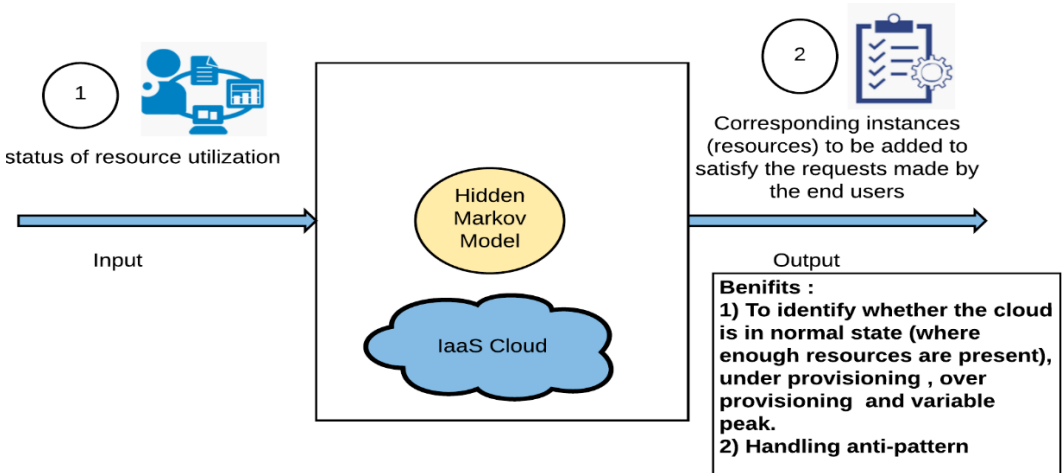 1
status of resource utilization
Input
Hidden
Markov
Model
IaaS Cloud
2
Corresponding instances
(resources) to be added to
satisfy the requests made by
the end users
Output
Benifits :
1) To identify whether the cloud
is in normal state (where
enough resources are present),
under provisioning , over
provisioning and variable
peak.
2) Handling anti-pattern